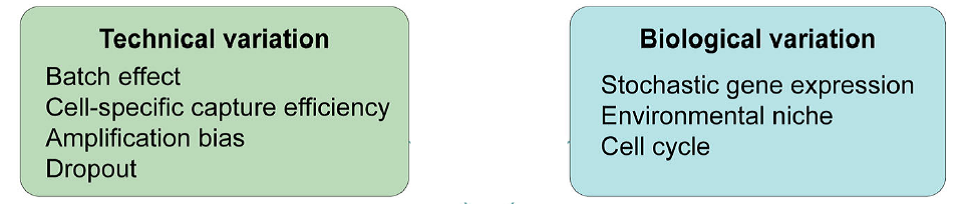 Technical variation
Batch effect
Cell-specific capture efficiency
Amplification bias
Dropout
Biological variation
Stochastic gene expression
Environmental niche
Cell cycle